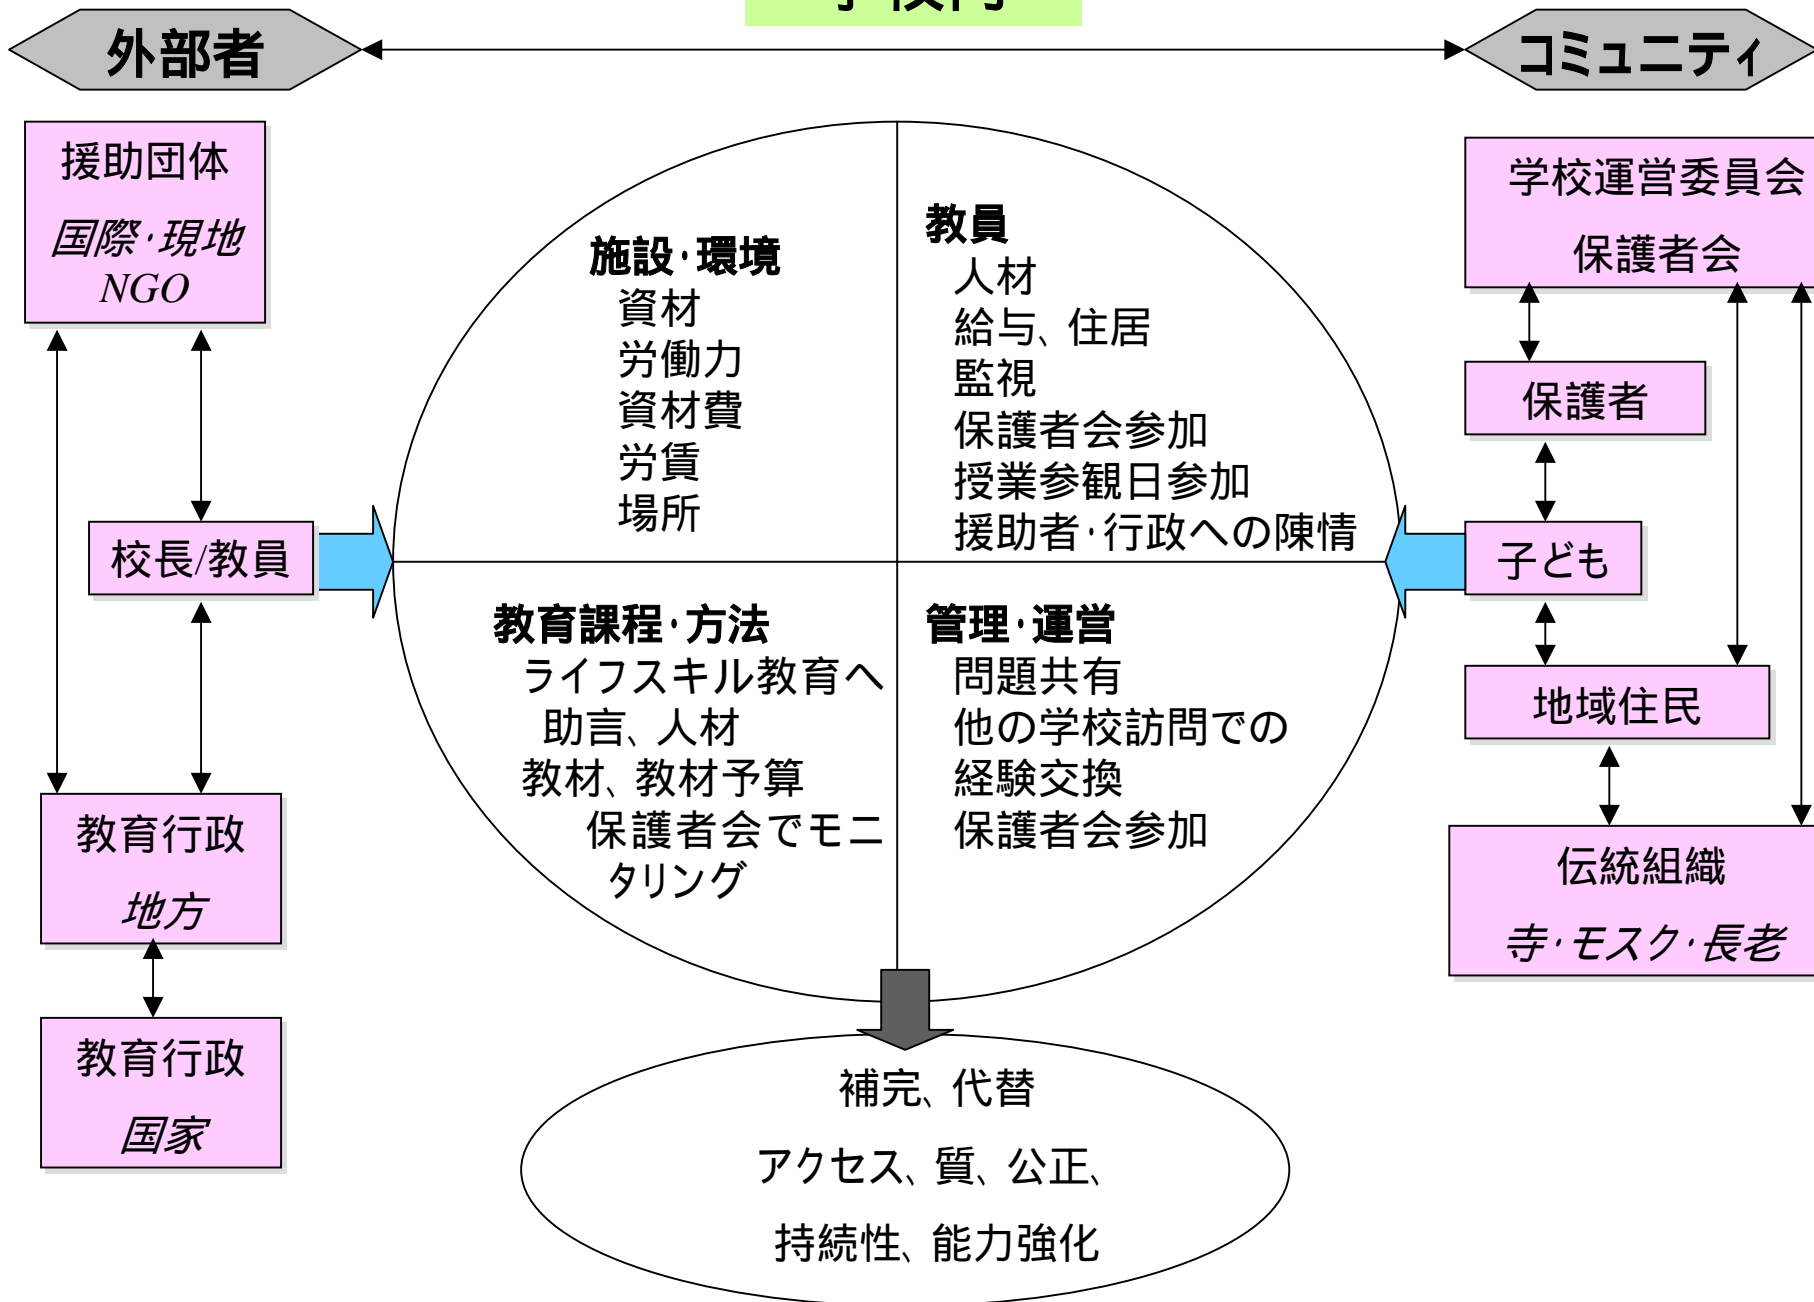 外部者
コミュニティ
援助団体
国際・現地
NGO
校長/教員
教育行政
地方
教育行政
国家
施設・環境
資材
労働力
資材費
労賃
場所
教員
人材
給与、住居
監視
保護者会参加
授業参観日参加
援助者・行政への陳情
教育課程・方法
ライフスキル教育へ
助言、人材
教材、教材予算
保護者会でモニ
タリング
管理・運営
問題共有
他の学校訪問での
経験交換
保護者会参加
補完、代替
アクセス、質、公正、
持続性、能力強化
学校運営委員会
保護者会
保護者
子ども
地域住民
伝統組織
寺・モスク・長老